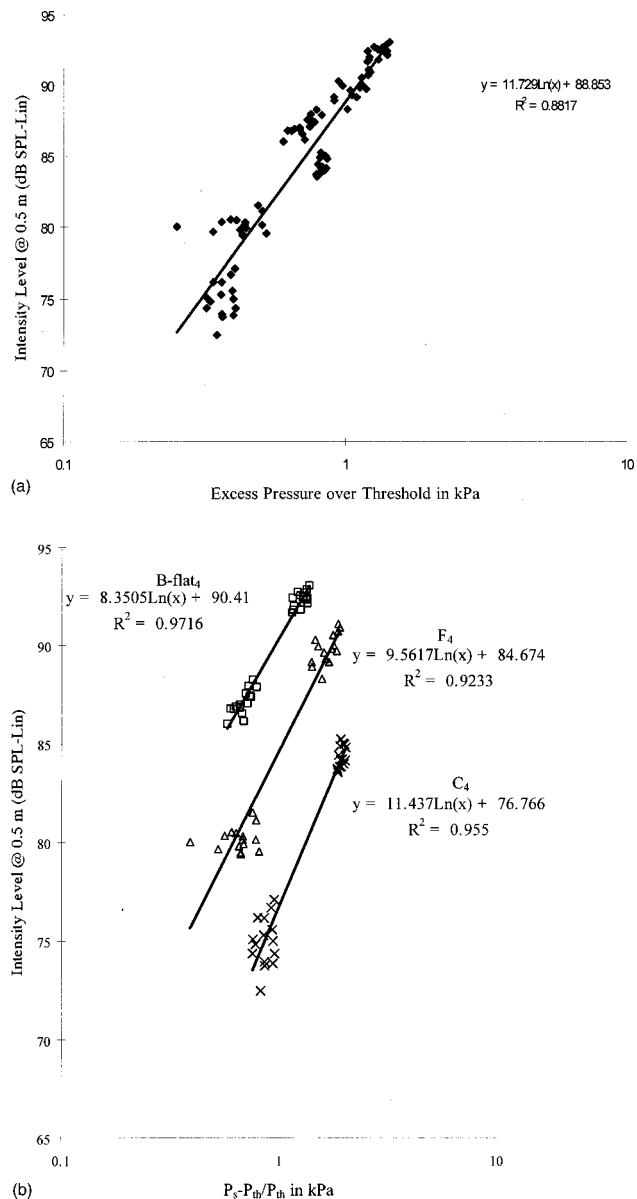 95
90
85
80
75
70
65
Intensity Level @ 0.5 m (dB SPL-Lin)
y = 11.729Ln(x) + 88.853
R² = 0.8817
0.1
1
10
(a)
Excess Pressure over Threshold in kPa
95
90
85
80
75
70
65
Intensity Level @ 0.5 m (dB SPL-Lin)
B-flat₄
y = 8.3505Ln(x) + 90.41
R² = 0.9716
F₄
y = 9.5617Ln(x) + 84.674
R² = 0.9233
C₄
y = 11.437Ln(x) + 76.766
R² = 0.955
0.1
1
10
(b)
Pₛ-Pₜₕ/Pₜₕ in kPa